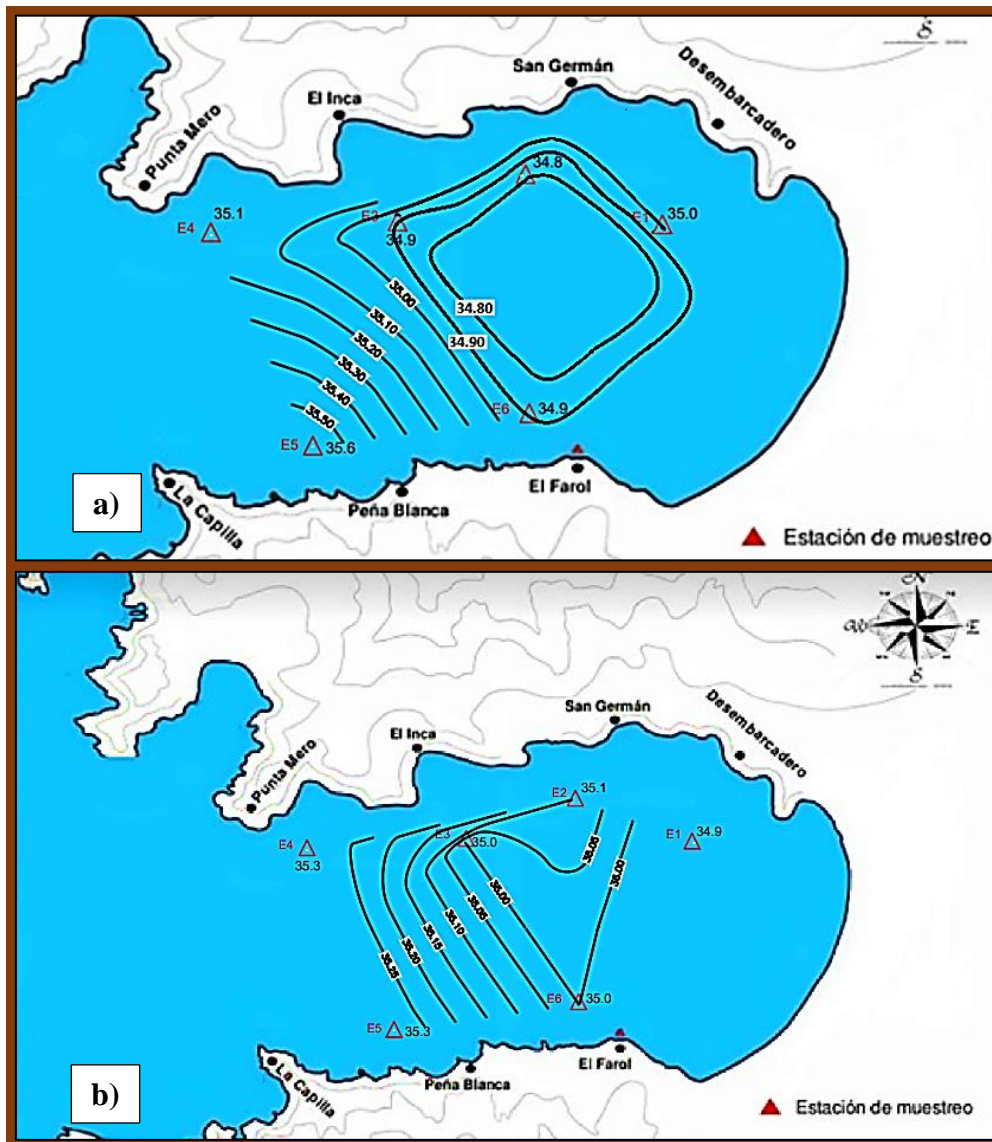 S
San Germán
Desembarcadero
El Inca
Punta Mero
34.8
35.1
E4
E3
34.9
E1
35.0
35.00
34.80
35.10
34.90
35.20
35.30
35.40
35.50
E6
34.9
E5
35.6
El Farol
La Capilla
Peña Blanca
a)
Estación de muestreo
N
E
S
San Germán
Desembarcadero
El Inca
Punta Mero
E2
35.1
E3
35.0
E1
34.9
E4
35.3
35.00
35.00
35.05
35.10
35.15
35.20
35.25
E6
35.0
E5
35.3
El Farol
La Capilla
Peña Blanca
b)
Estación de muestreo